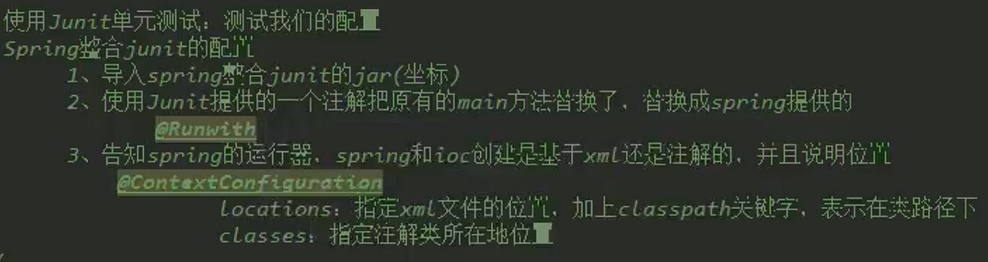 使用Junit单元测试：测试我们的配置
Spring整合junit的配置
1、导入spring整合junit的jar(坐标)
2、使用Junit提供的一个注解把原有的main方法替换了，替换成spring提供的
@Runwith
3、告知spring的运行器，spring和ioc创建是基于xml还是注解的，并且说明位置
@ContextConfiguration
locations：指定xml文件的位置，加上classpath关键字，表示在类路径下
classes：指定注解类所在地位置